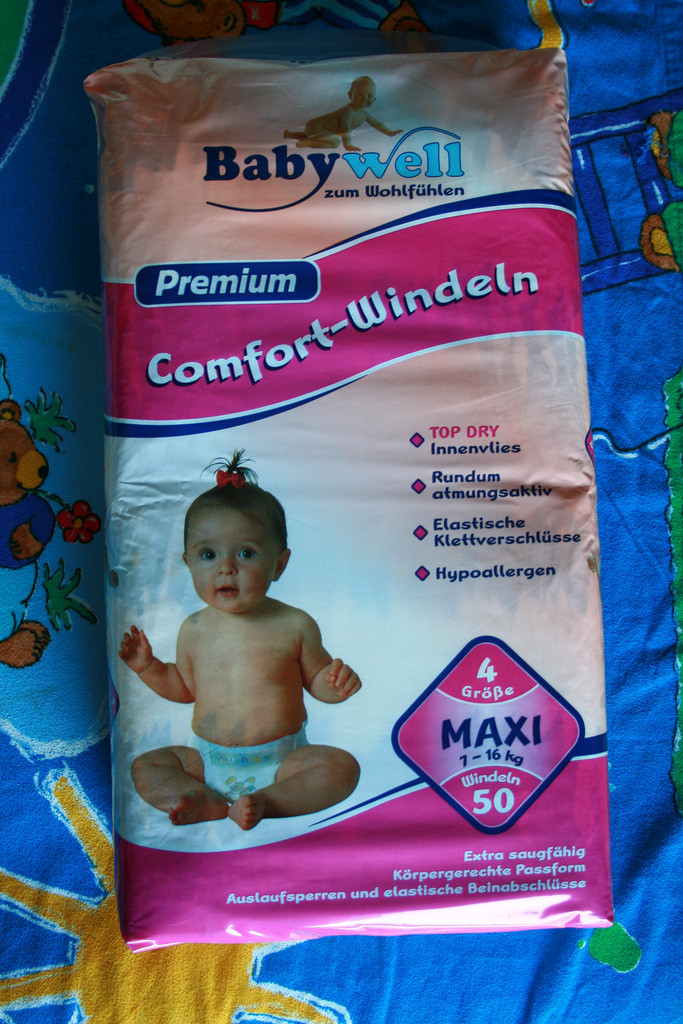 Babywell
zum Wohlfühlen
Premium
Comfort-Windeln
TOP DRY
Innenvlies
Rundum
atmungsaktiv
Elastische
Klettverschlüsse
Hypoallergen
4
Größe
MAXI
7 - 16 kg
Windeln
50
Extra saugfähig
Körpergerechte Passform
Auslaufsperren und elastische Beinabschlüsse